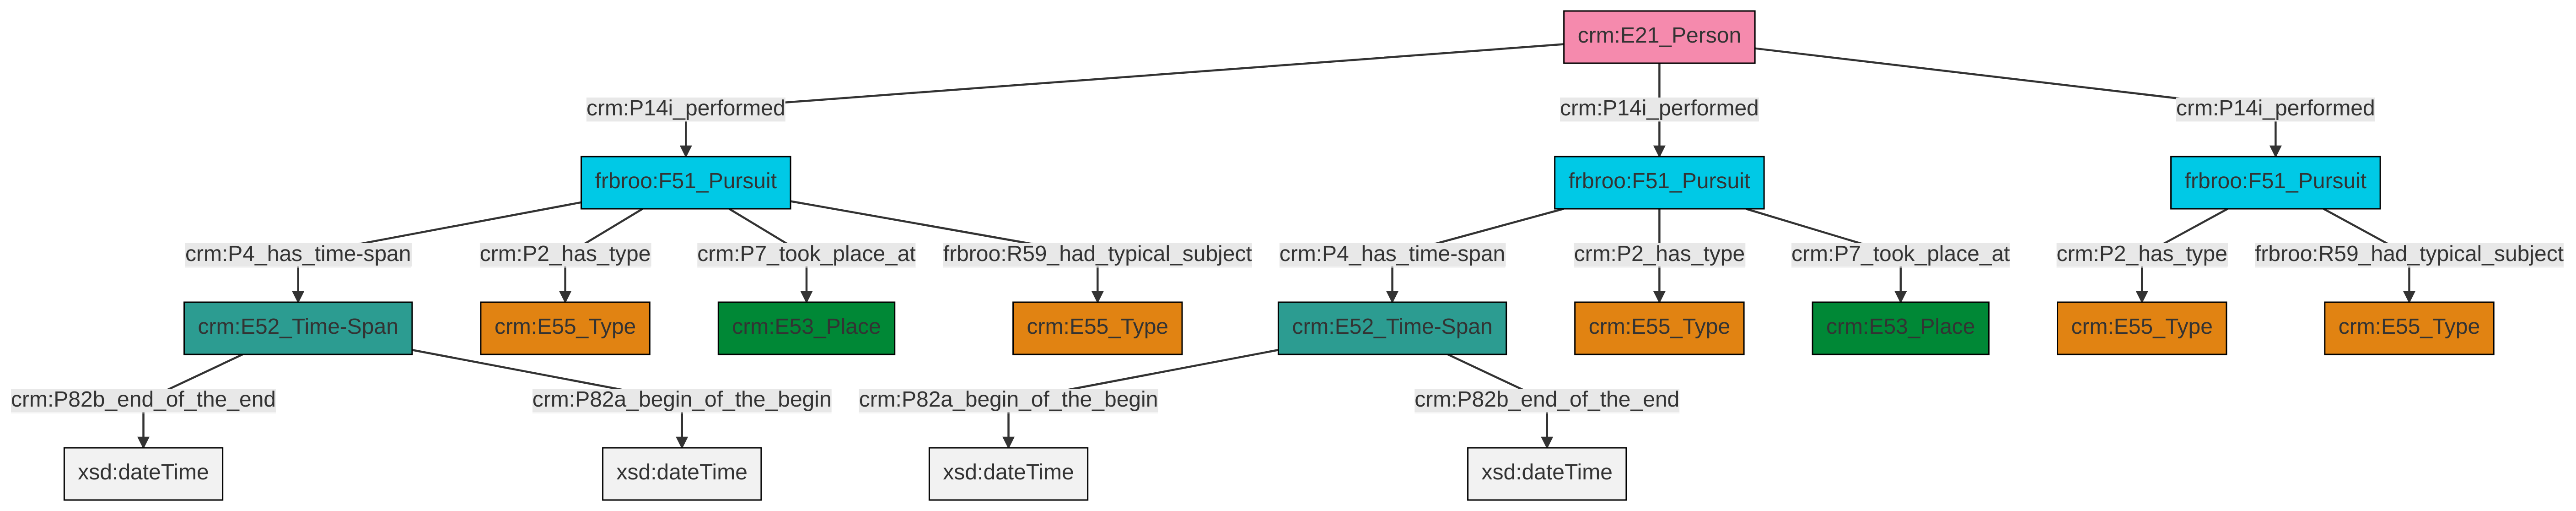 crm:E21_Person
crm:P14i_performed
crm:P14i_performed
crm:P14i_performed
frbroo:F51_Pursuit
frbroo:F51_Pursuit
frbroo:F51_Pursuit
crm:P4_has_time-span
crm:P2_has_type
crm:P7_took_place_at
frbroo:R59_had_typical_subject
crm:P4_has_time-span
crm:P2_has_type
crm:P7_took_place_at
crm:P2_has_type
frbroo:R59_had_typical_subject
crm:E52_Time-Span
crm:E55_Type
crm:E53_Place
crm:E55_Type
crm:E52_Time-Span
crm:E55_Type
crm:E53_Place
crm:E55_Type
crm:E55_Type
crm:P82b_end_of_the_end
crm:P82a_begin_of_the_begin
crm:P82a_begin_of_the_begin
crm:P82b_end_of_the_end
xsd:dateTime
xsd:dateTime
xsd:dateTime
xsd:dateTime